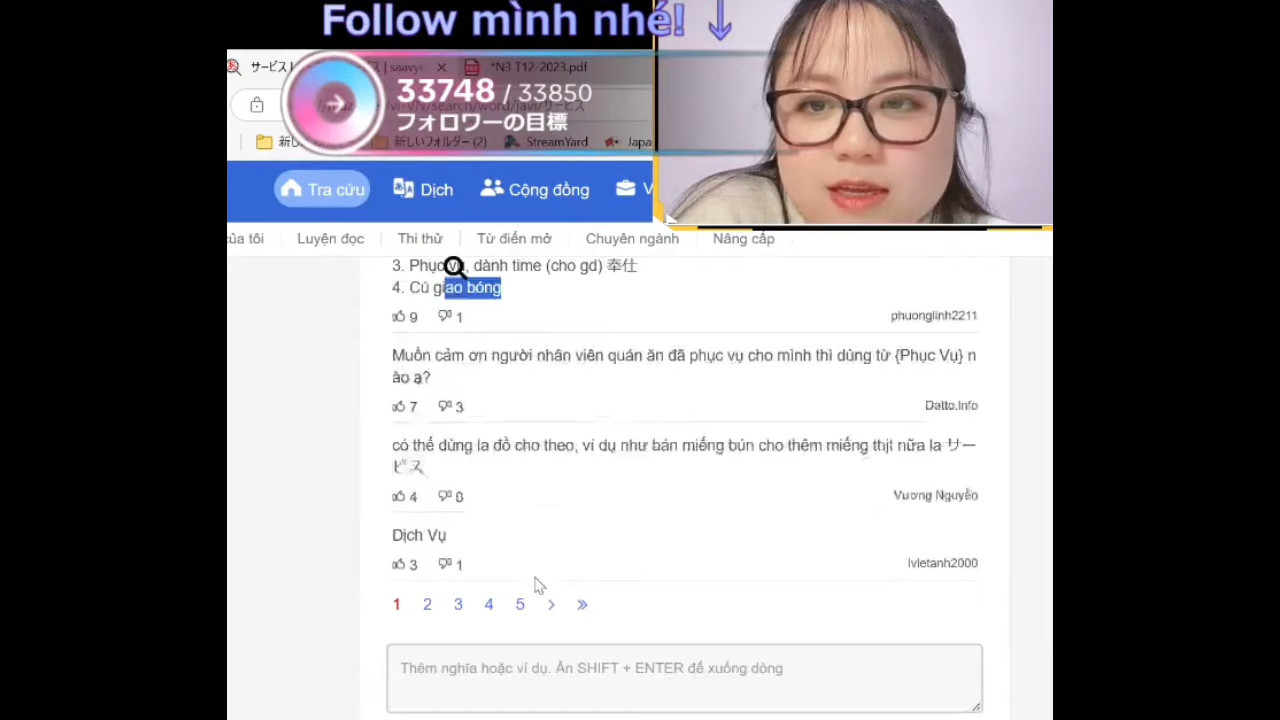 Follow mình nhé! ↓
サービス | 
*N3 T12-2023.pdf
33748 / 33850
フォロワーの目標
新しいフォルダー (2)
StreamYard
Japa
Tra cứu
Dịch
Cộng đồng
V
của tôi
Luyện đọc
Thi thử
Từ điển mở
Chuyên ngành
Nâng cấp
3. Phục vụ, dành time (cho gd) 奉仕
4. Cú giao bóng
9
1
phuonglinh2211
Muốn cảm ơn người nhân viên quán ăn đã phục vụ cho mình thì dùng từ {Phục Vụ} n
ào ạ?
7
3
Datto.Info
có thể dùng la đồ cho theo, ví dụ như bán miếng bún cho thêm miếng thịt nữa la サー
ビス
4
Vương Nguyễn
Dịch Vụ
3
1
lvietanh2000
1 2 3 4 5 › »
Thêm nghĩa hoặc ví dụ. Ấn SHIFT + ENTER để xuống dòng